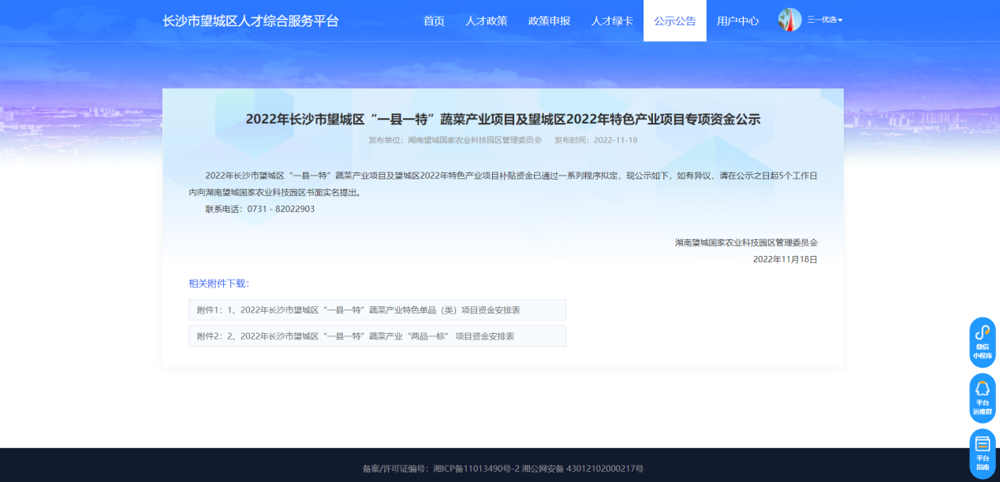 长沙市望城区人才综合服务平台
首页 人才政策 政策申报 人才绿卡 公示公告 用户中心 三一优选
2022年长沙市望城区“一县一特”蔬菜产业项目及望城区2022年特色产业项目专项资金公示
发布单位：湖南望城国家农业科技园区管理委员会 发布时间：2022-11-18
2022年长沙市望城区“一县一特”蔬菜产业项目及望城区2022年特色产业项目补贴资金已通过一系列程序拟定，现公示如下，如有异议，请在公示之日起5个工作日
内向湖南望城国家农业科技园区书面实名提出。
联系电话：0731 - 82022903
湖南望城国家农业科技园区管理委员会
2022年11月18日
相关附件下载：
附件1：1、2022年长沙市望城区“一县一特”蔬菜产业特色单品（类）项目资金安排表
附件2：2、2022年长沙市望城区“一县一特”蔬菜产业“两品一标” 项目资金安排表
微信
小程序
平台
运维群
平台
指南
备案/许可证编号：湘ICP备11013490号-2 湘公网安备 43012102000217号